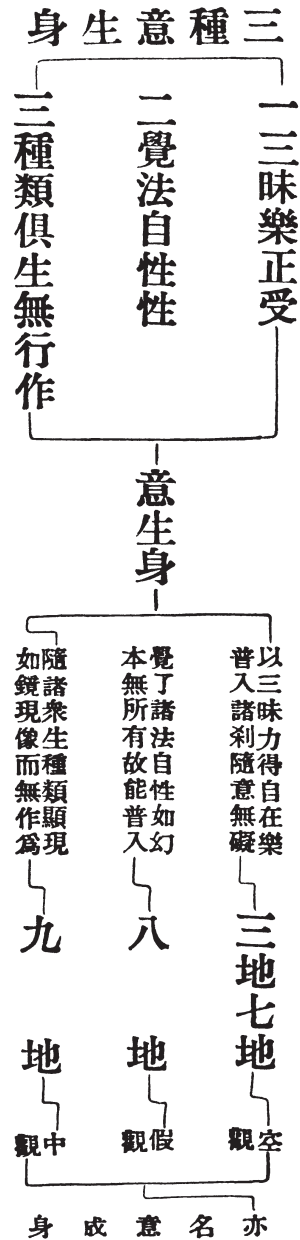 三種意生身
一三昧樂正受
二覺法自性性
三種類俱生無行作
意生身
以三昧力得自在樂
普入諸刹隨意無礙
覺了諸法自性如幻
本無所有故能普入
隨諸衆生種類顯現
如鏡現像而無作爲
三地七地
八地
九地
空觀
假觀
中觀
亦名意成身